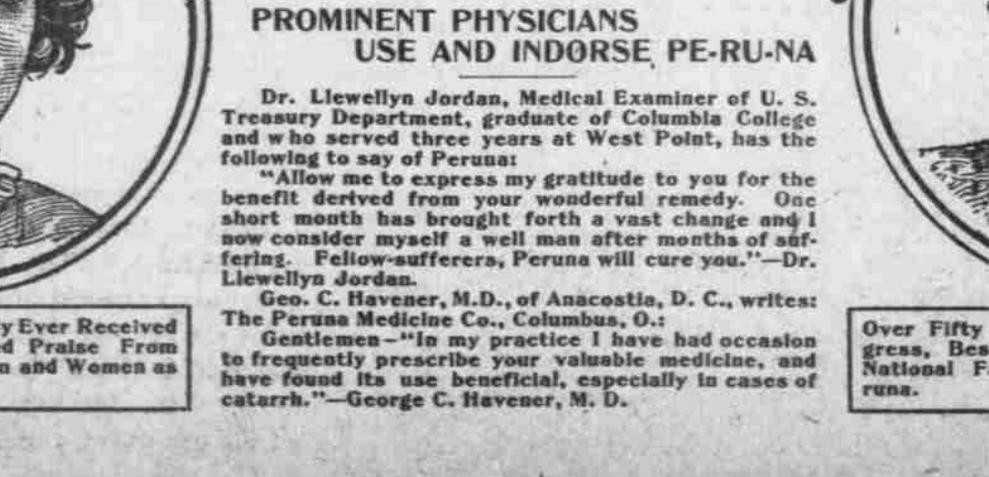 PROMINENT PHYSICIANS
USE AND INDORSE PE-RU-NA
Dr. Llewellyn Jordan, Medical Examiner of U. S.
Treasury Department, graduate of Columbia College
and who served three years at West Point, has the
following to say of Peruna:
"Allow me to express my gratitude to you for the
benefit derived from your wonderful remedy. One
short month has brought forth a vast change and I
now consider myself a well man after months of suf-
fering. Fellow-sufferers, Peruna will cure you."—Dr.
Llewellyn Jordan.
Geo. C. Havener, M.D., of Anacostia, D. C., writes:
The Peruna Medicine Co., Columbus, O.:
Gentlemen—"In my practice I have had occasion
to frequently prescribe your valuable medicine, and
have found its use beneficial, especially in cases of
catarrh."—George C. Havener, M. D.
y Ever Received
ed Praise From
n and Women as
Over Fifty
gress, Bes
National F
runa.